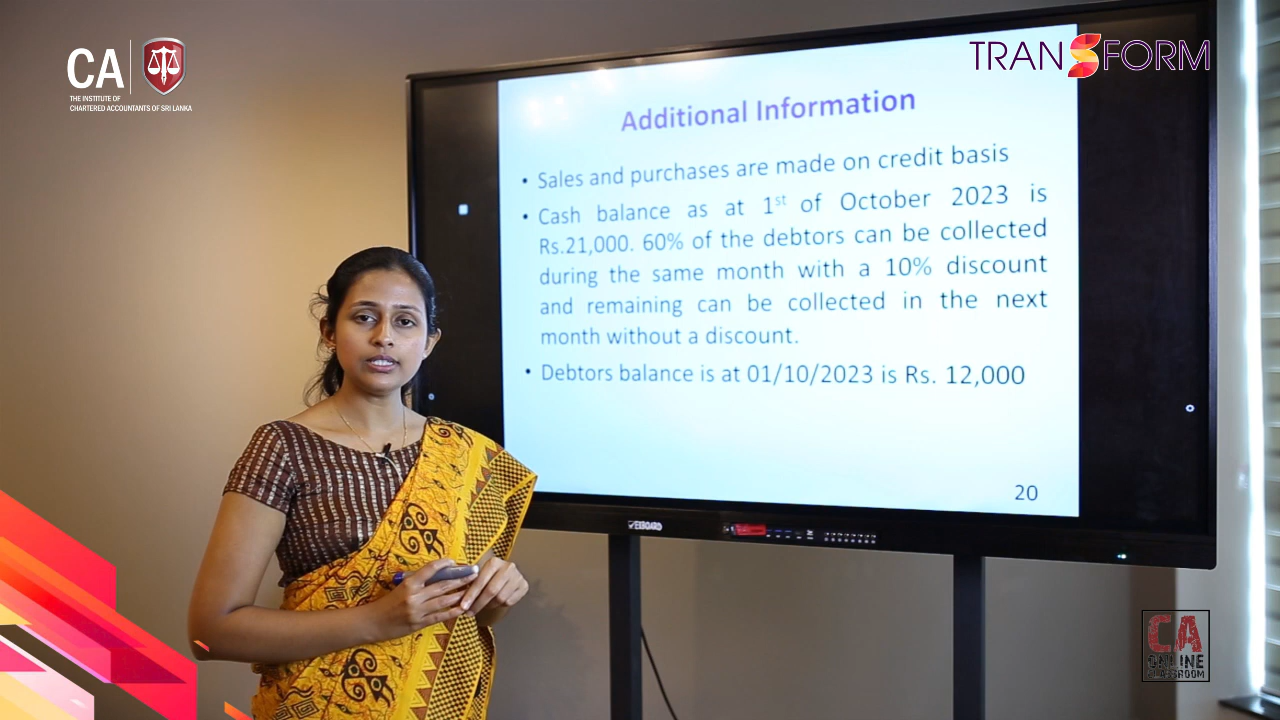 CA
THE INSTITUTE OF
CHARTERED ACCOUNTANTS OF SRI LANKA
TRANSFORM
Additional Information
• Sales and purchases are made on credit basis
• Cash balance as at 1st of October 2023 is
Rs.21,000. 60% of the debtors can be collected
during the same month with a 10% discount
and remaining can be collected in the next
month without a discount.
• Debtors balance is at 01/10/2023 is Rs. 12,000
20
CA
ONLINE
CLASSROOM